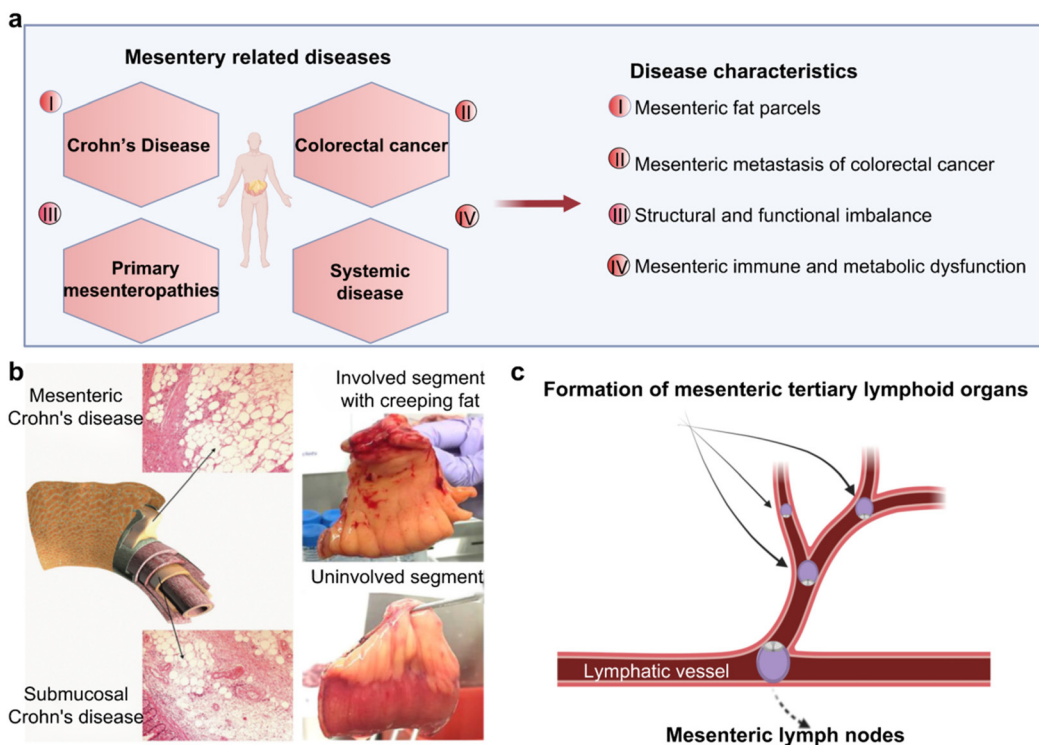 a
Mesentery related diseases
I
Crohn's Disease
II
Colorectal cancer
III
Primary
mesenteropathies
IV
Systemic
disease
Disease characteristics
I Mesenteric fat parcels
II Mesenteric metastasis of colorectal cancer
III Structural and functional imbalance
IV Mesenteric immune and metabolic dysfunction
b
Mesenteric
Crohn's disease
Submucosal
Crohn's disease
Involved segment
with creeping fat
Uninvolved segment
c
Formation of mesenteric tertiary lymphoid organs
Lymphatic vessel
Mesenteric lymph nodes